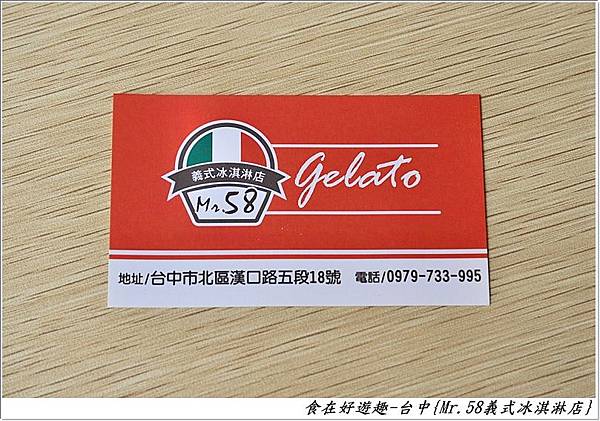 義式冰淇淋店
Mr.58
gelato
地址/台中市北區漢口路五段18號 電話/0979-733-995
食在好遊趣-台中{Mr.58義式冰淇淋店}